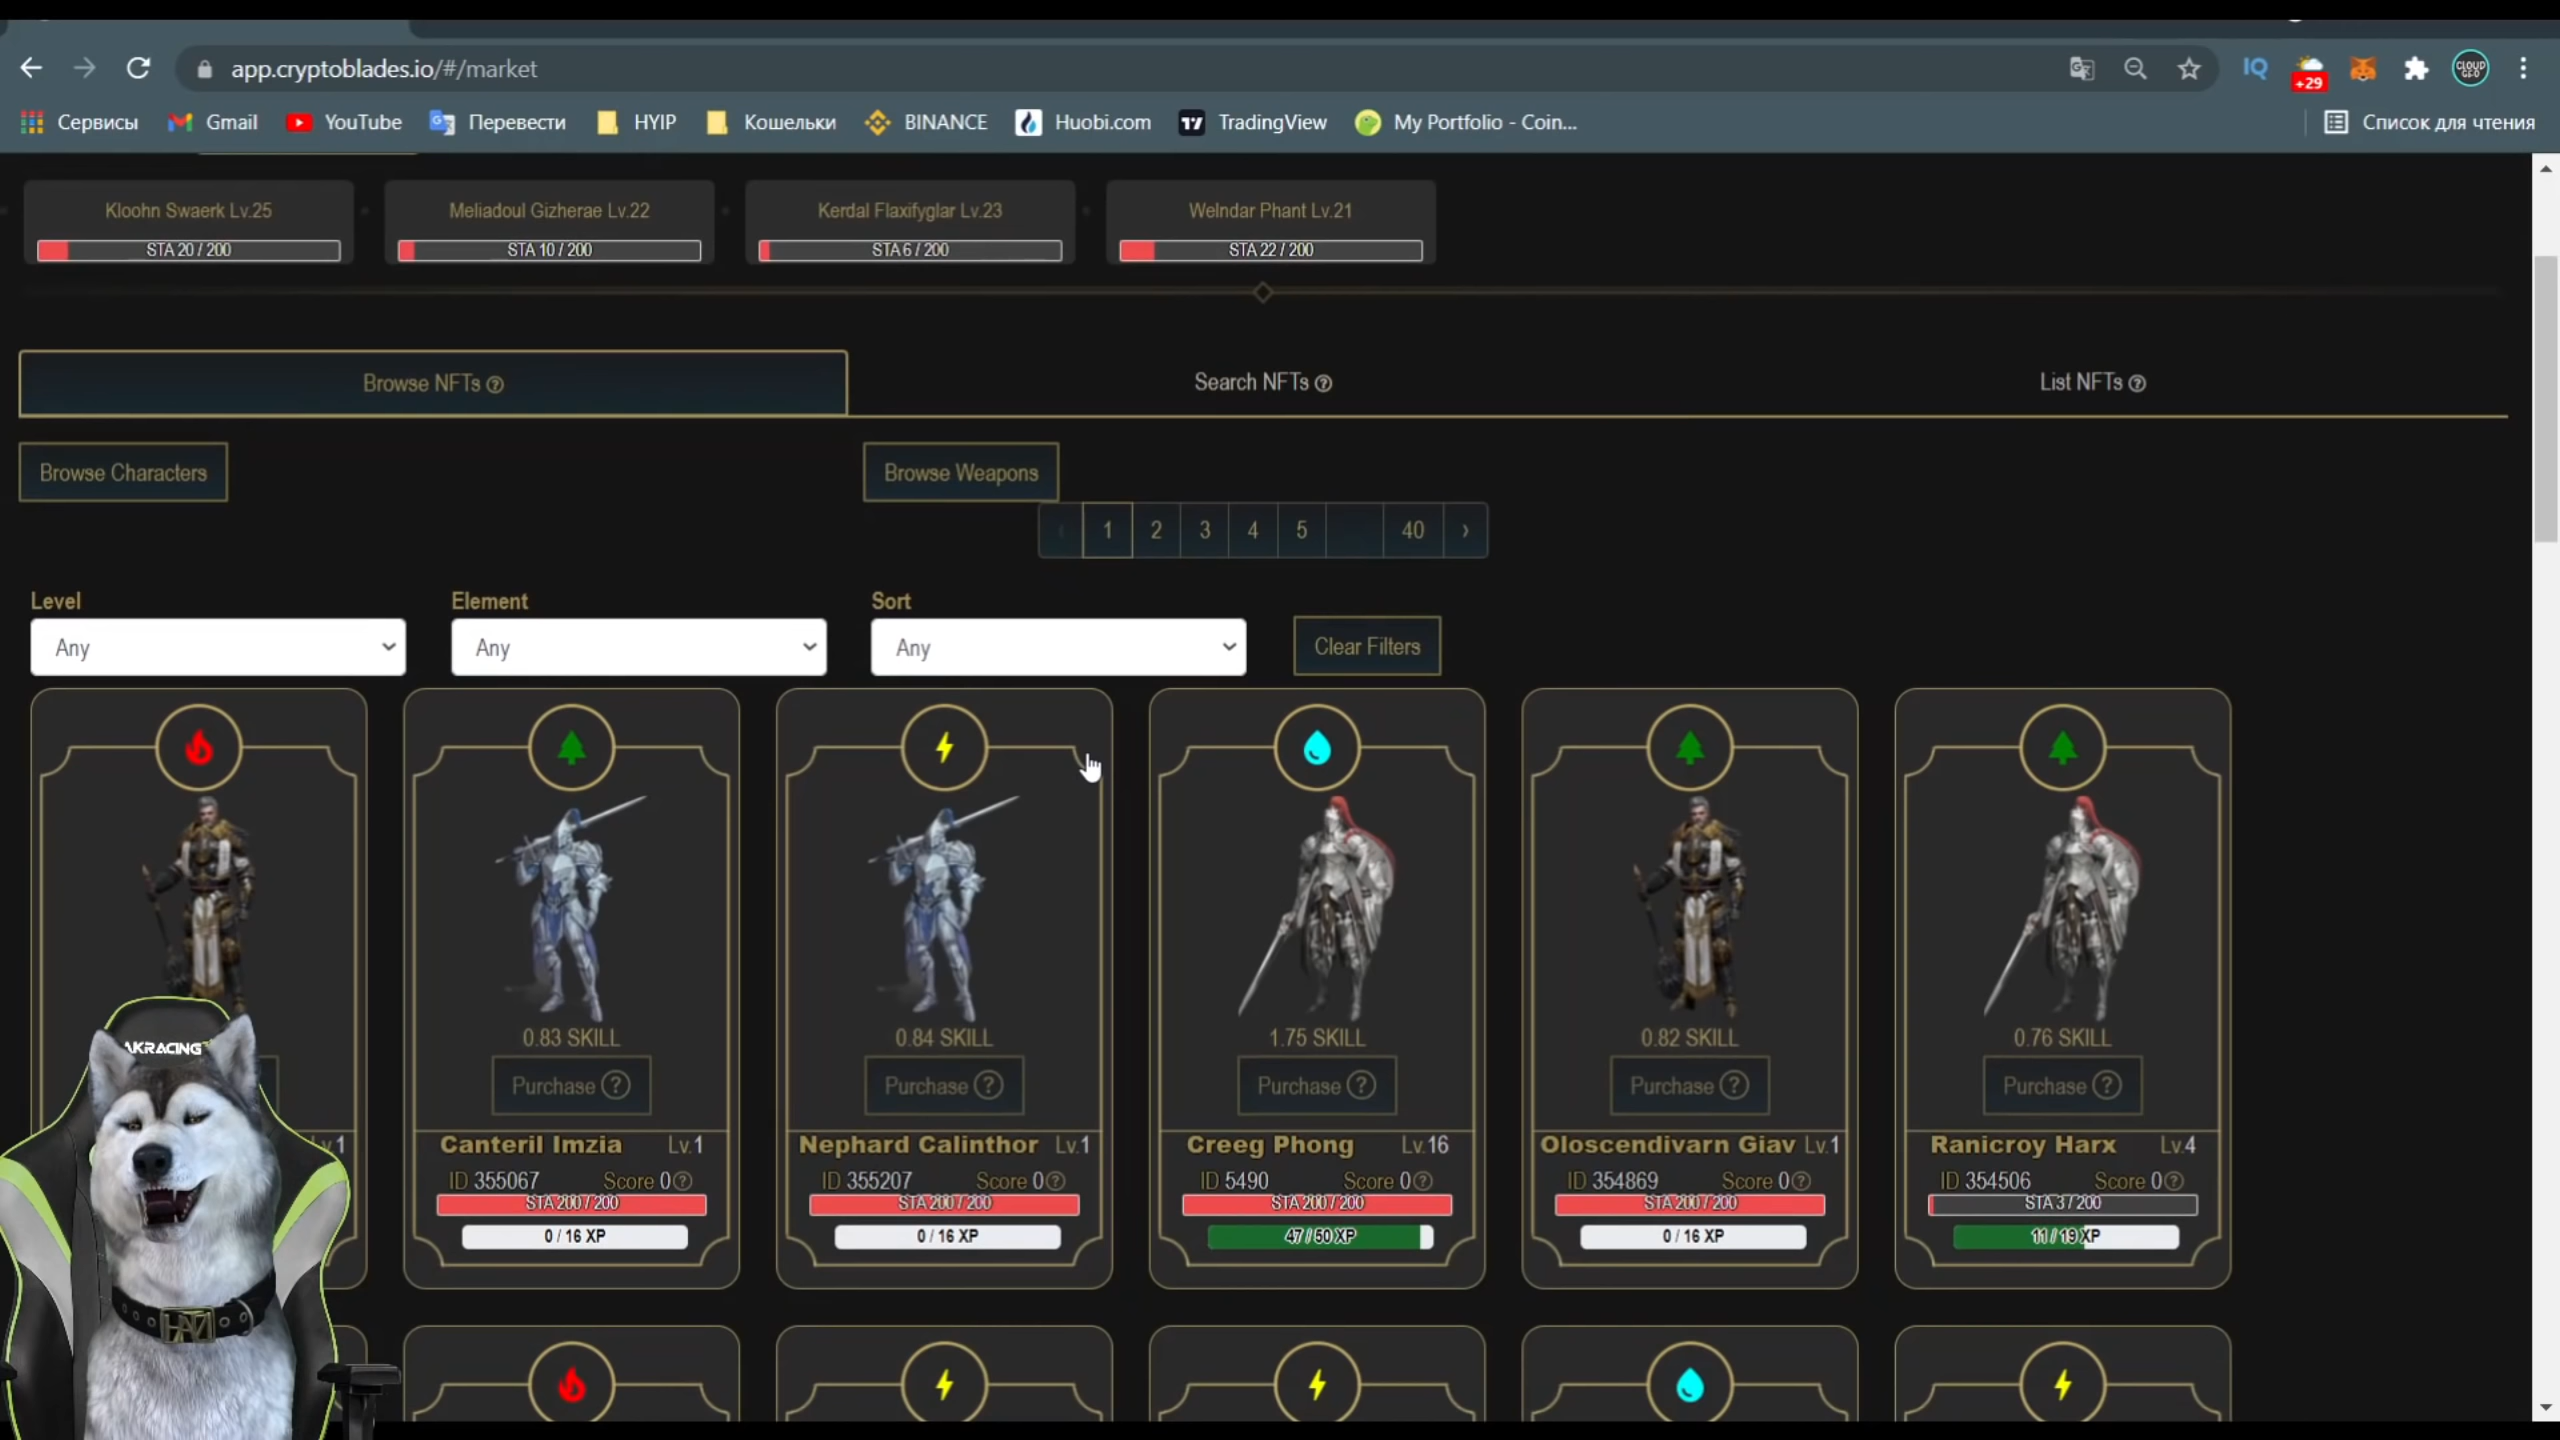 app.cryptoblades.io/#/market
+29
CLOUD
Сервисы Gmail YouTube Перевести HYIP Кошельки BINANCE Huobi.com TradingView My Portfolio - Coin... Список для чтения
Kloohn Swaerk Lv.25 Meliadoul Gizherae Lv.22 Kerdal Flaxifyglar Lv.23 Welndar Phant Lv.21
STA 20 / 200 STA 10 / 200 STA 6 / 200 STA 22 / 200
Browse NFTs Search NFTs List NFTs
Browse Characters Browse Weapons
1 2 3 4 5 40 ›
Level Element Sort
Any Any Any Clear Filters
0.83 SKILL 0.84 SKILL 1.75 SKILL 0.82 SKILL 0.76 SKILL
AKRACING
Purchase Purchase Purchase Purchase Purchase
Lv.1 Canteril Imzia Lv.1 Nephard Calinthor Lv.1 Creeg Phong Lv.16 Oloscendivarn Giav Lv.1 Ranicroy Harx Lv.4
ID 355067 Score 0 ID 355207 Score 0 ID 5490 Score 0 ID 354869 Score 0 ID 354506 Score 0
STA 200 / 200 STA 200 / 200 STA 200 / 200 STA 200 / 200 STA 3 / 200
0 / 16 XP 0 / 16 XP 47 / 50 XP 0 / 16 XP 11 / 19 XP